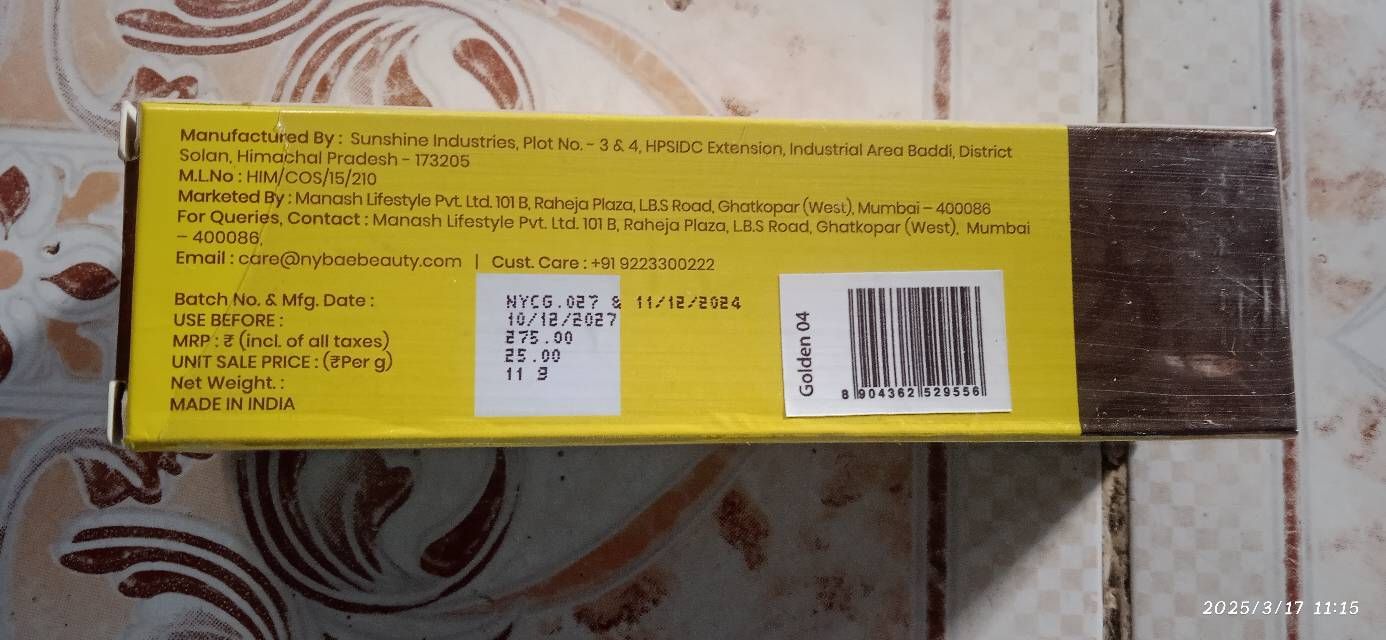 Manufactured By : Sunshine Industries, Plot No. - 3 & 4, HPSIDC Extension, Industrial Area Baddi, District
Solan, Himachal Pradesh - 173205
M.L.No : HIM/COS/15/210
Marketed By : Manash Lifestyle Pvt. Ltd. 101 B, Raheja Plaza, L.B.S Road, Ghatkopar (West), Mumbai – 400086
For Queries, Contact : Manash Lifestyle Pvt. Ltd. 101 B, Raheja Plaza, L.B.S Road, Ghatkopar (West), Mumbai
– 400086,
Email : care@nybaebeauty.com | Cust. Care : +91 9223300222
Batch No. & Mfg. Date : NYCG.027 & 11/12/2024
USE BEFORE : 10/12/2027
MRP : ₹ (incl. of all taxes) 275.00
UNIT SALE PRICE : (₹Per g) 25.00
Net Weight. : 11 g
MADE IN INDIA
Golden 04
8 904362 529556
2025/3/17 11:15